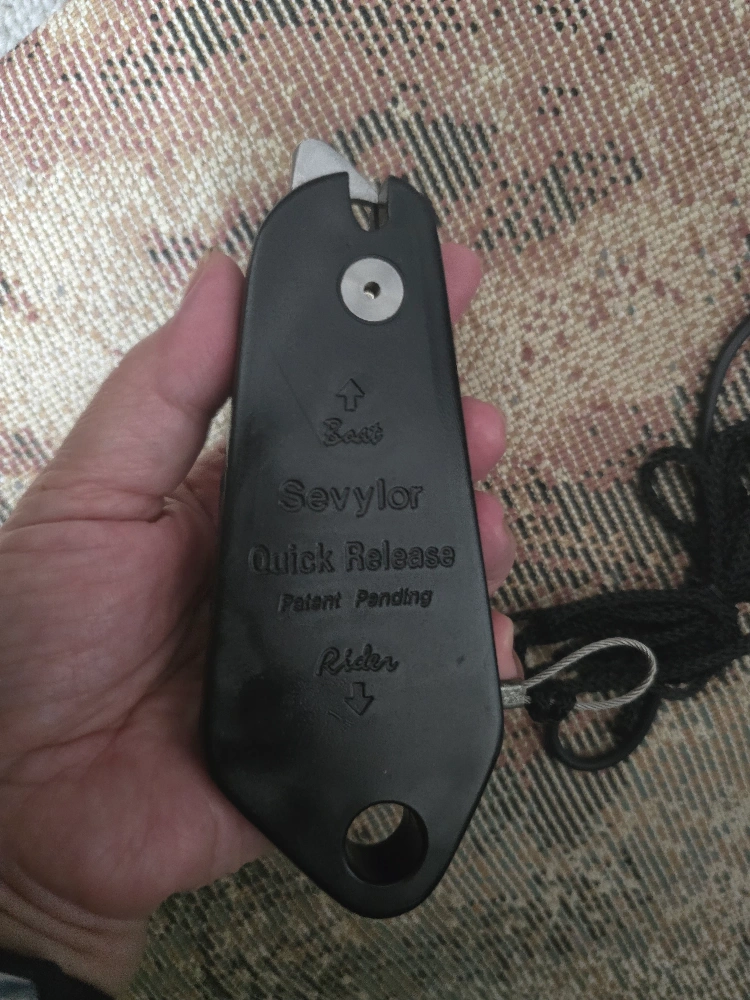 Boat
Sevylor
Quick Release
Patent Pending
Rider